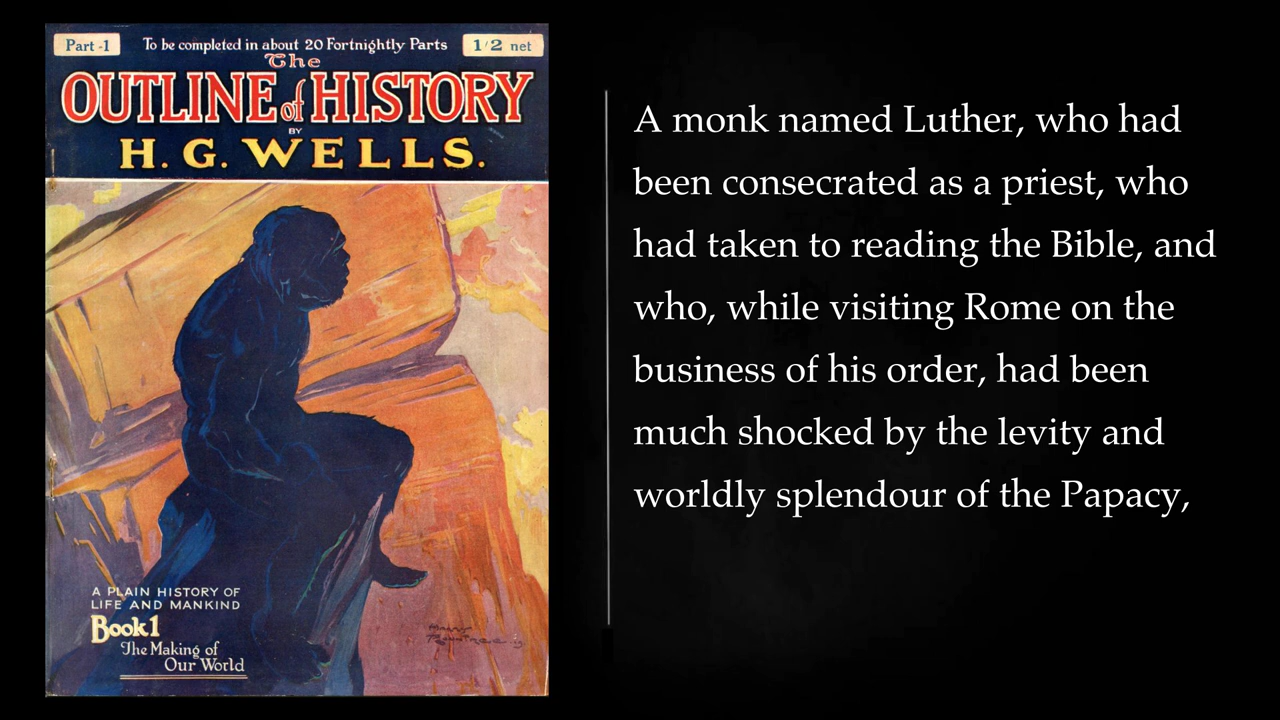 Part -1
To be completed in about 20 Fortnightly Parts
1/2 net
The
OUTLINE of HISTORY
BY
H. G. WELLS.
A PLAIN HISTORY OF
LIFE AND MANKIND
Book 1
The Making of
Our World
A monk named Luther, who had
been consecrated as a priest, who
had taken to reading the Bible, and
who, while visiting Rome on the
business of his order, had been
much shocked by the levity and
worldly splendour of the Papacy,